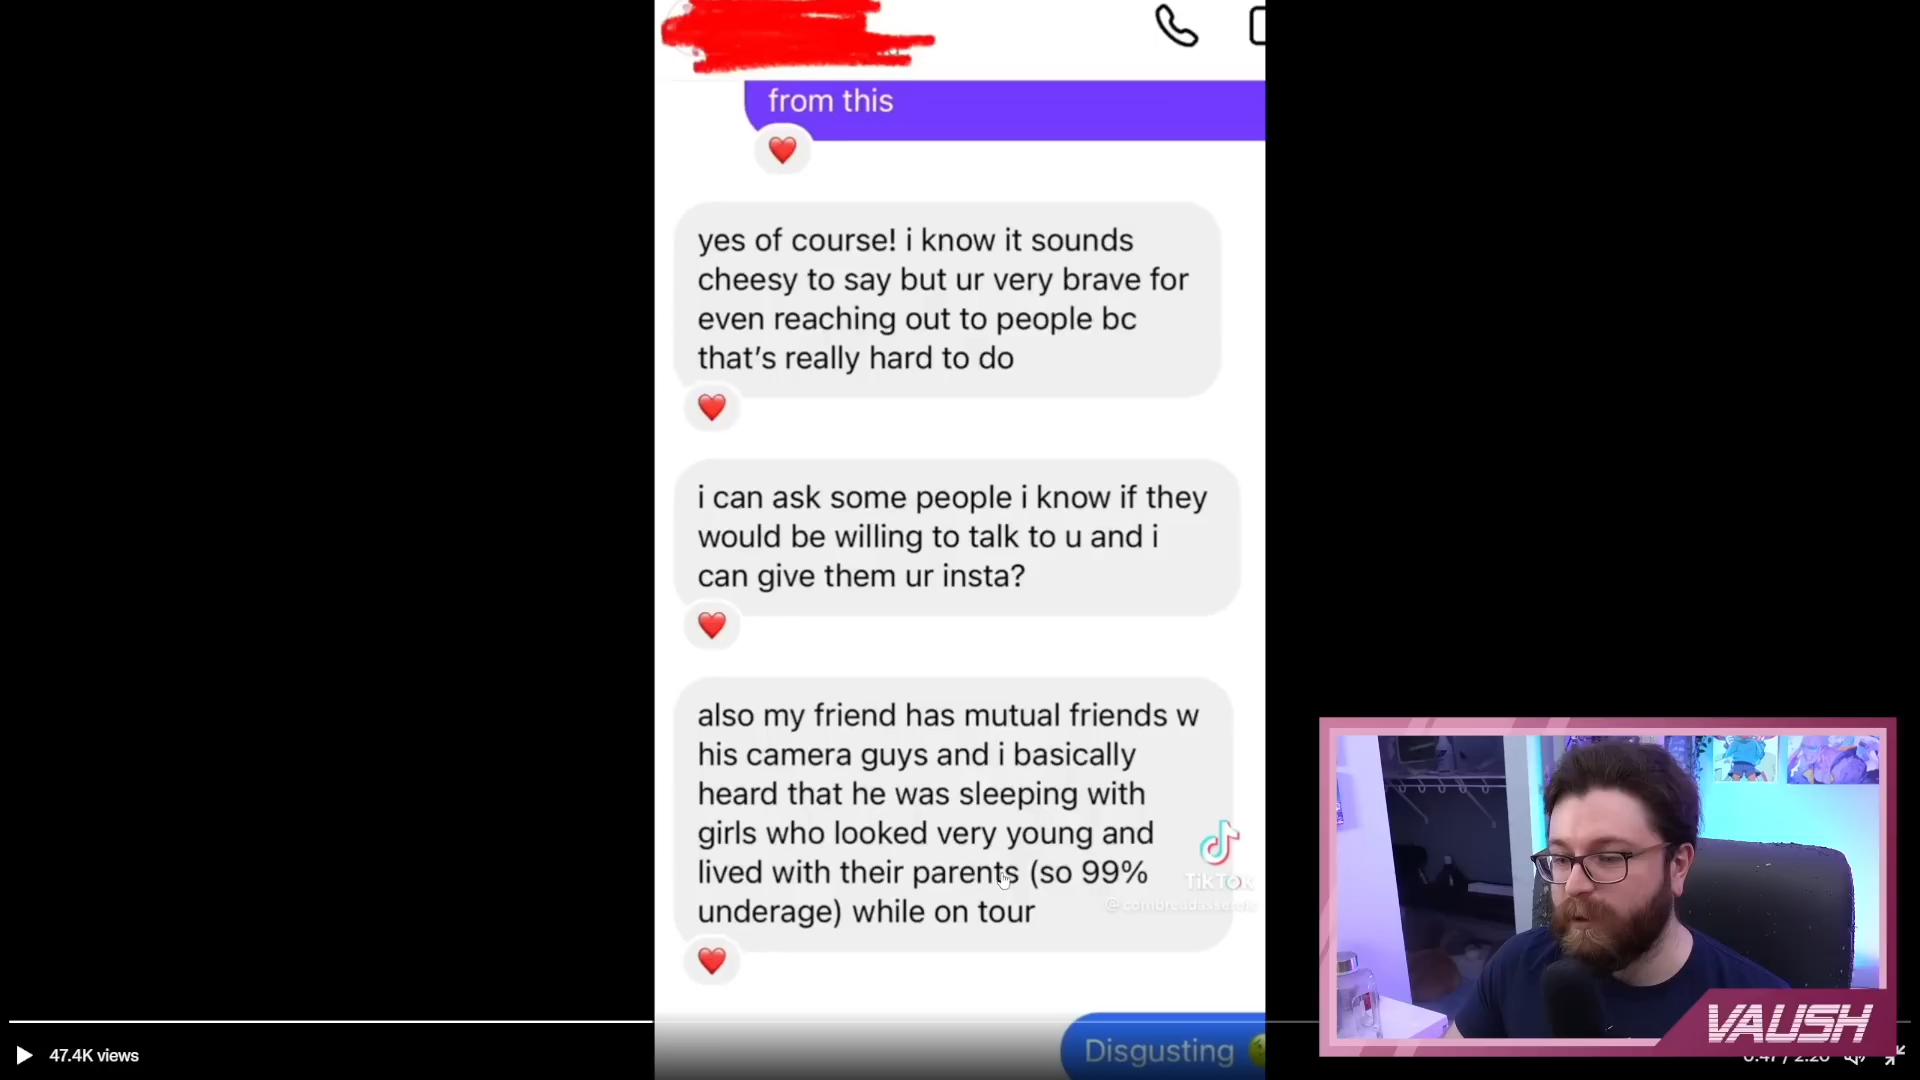 from this
yes of course! i know it sounds
cheesy to say but ur very brave for
even reaching out to people bc
that's really hard to do
i can ask some people i know if they
would be willing to talk to u and i
can give them ur insta?
also my friend has mutual friends w
his camera guys and i basically
heard that he was sleeping with
girls who looked very young and
lived with their parents (so 99%
underage) while on tour
TikTok
Disgusting
VAUSH
47.4K views
0:47 / 2:20